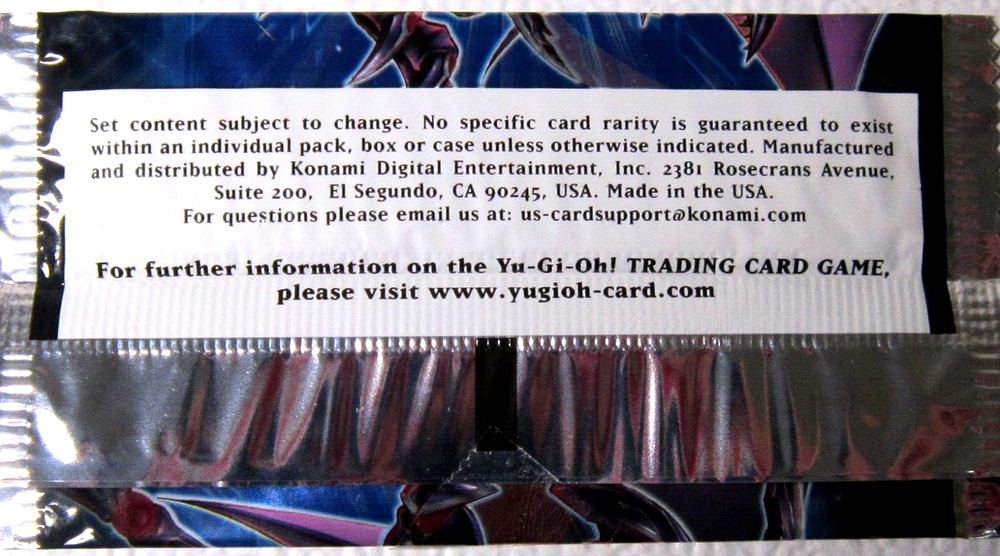 Set content subject to change. No specific card rarity is guaranteed to exist
within an individual pack, box or case unless otherwise indicated. Manufactured
and distributed by Konami Digital Entertainment, Inc. 2381 Rosecrans Avenue,
Suite 200, El Segundo, CA 90245, USA. Made in the USA.
For questions please email us at: us-cardsupport@konami.com
For further information on the Yu-Gi-Oh! TRADING CARD GAME,
please visit www.yugioh-card.com